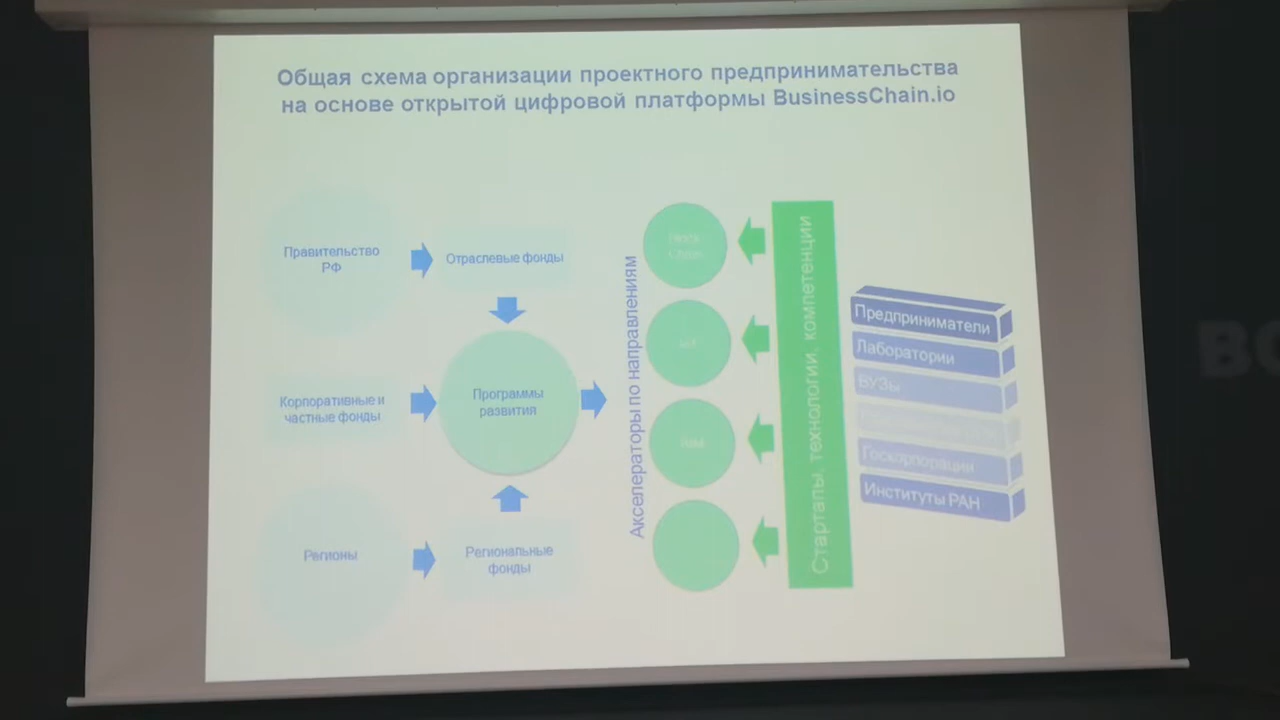 Общая схема организации проектного предпринимательства
на основе открытой цифровой платформы BusinessChain.io
Правительство
РФ
Отраслевые фонды
Корпоративные и
частные фонды
Программы
развития
Регионы
Региональные
фонды
Акселераторы по направлениям
Стартапы, технологии, компетенции
Предприниматели
Лаборатории
ВУЗы
Госкорпорации
Институты РАН